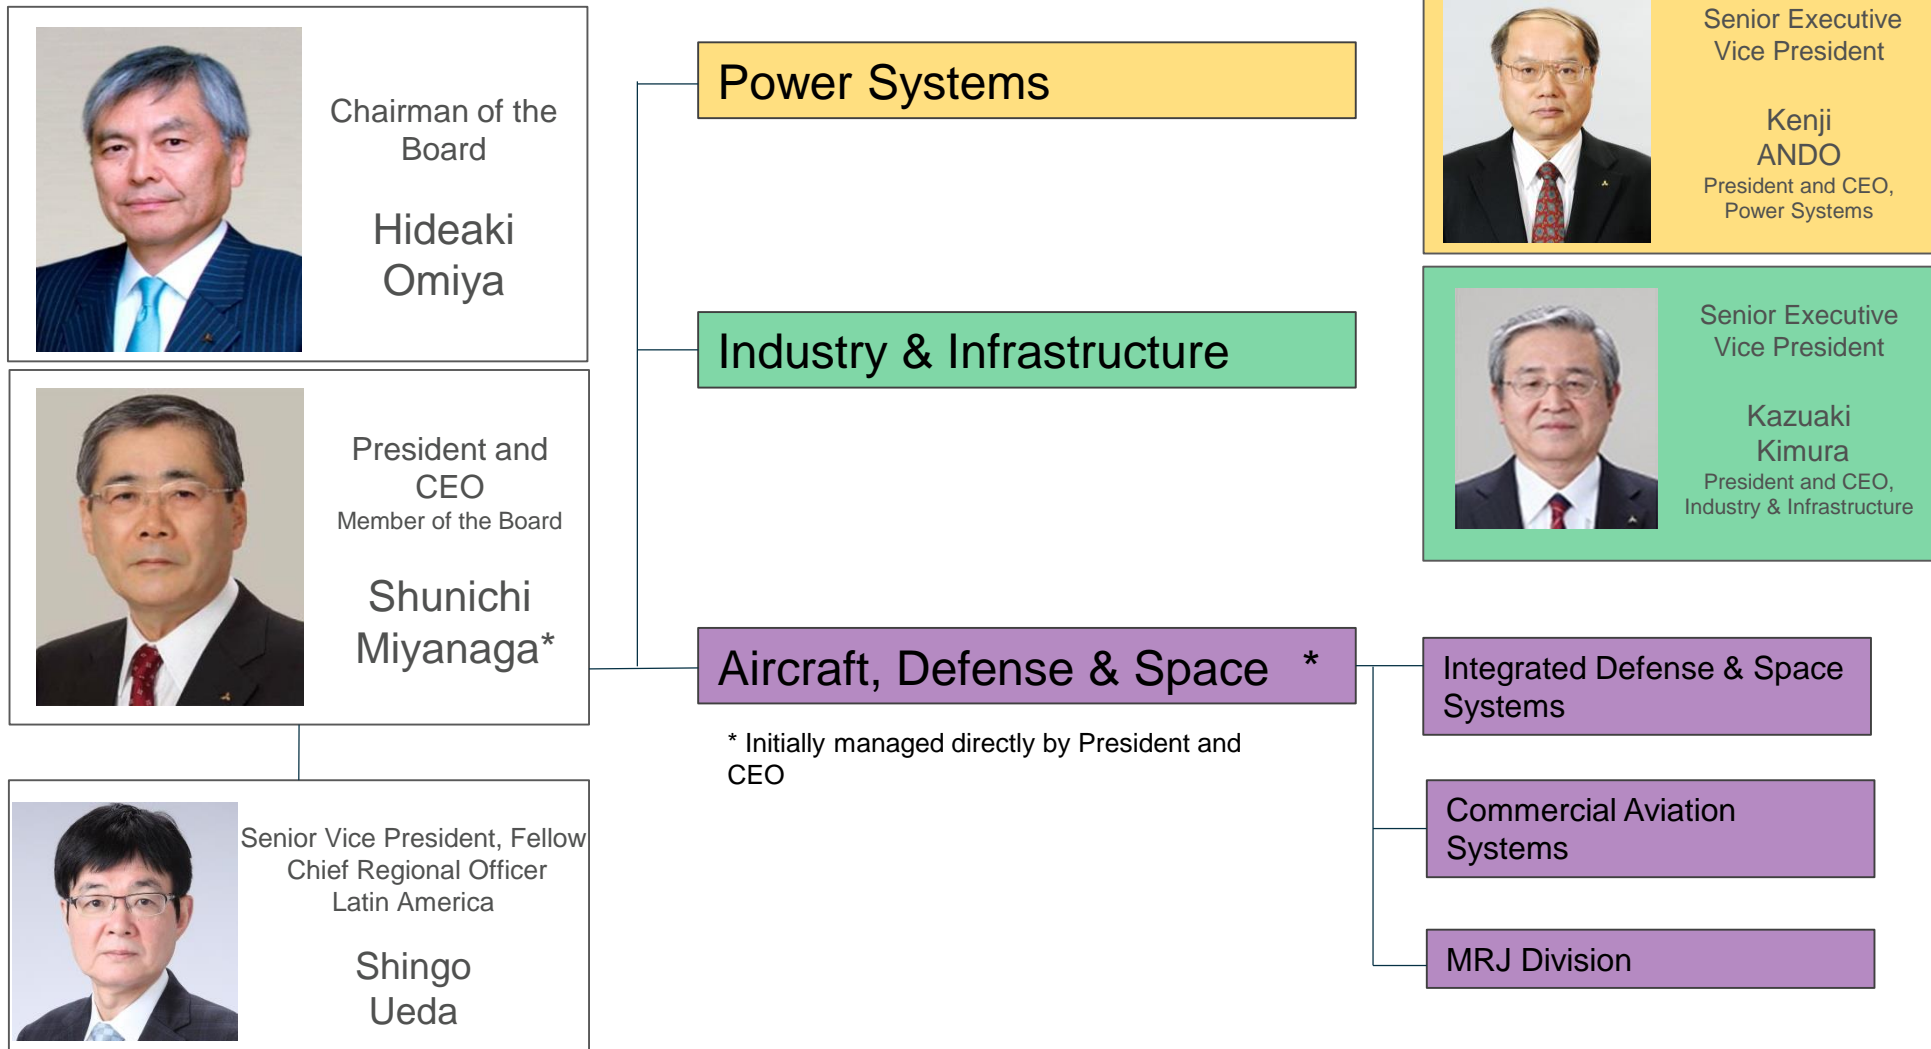 Chairman of the
Board
Hideaki
Omiya
President and
CEO
Member of the Board
Shunichi
Miyanaga*
Senior Vice President, Fellow
Chief Regional Officer
Latin America
Shingo
Ueda
Power Systems
Industry & Infrastructure
Aircraft, Defense & Space *
* Initially managed directly by President and
CEO
Senior Executive
Vice President
Kenji
ANDO
President and CEO,
Power Systems
Senior Executive
Vice President
Kazuaki
Kimura
President and CEO,
Industry & Infrastructure
Integrated Defense & Space
Systems
Commercial Aviation
Systems
MRJ Division